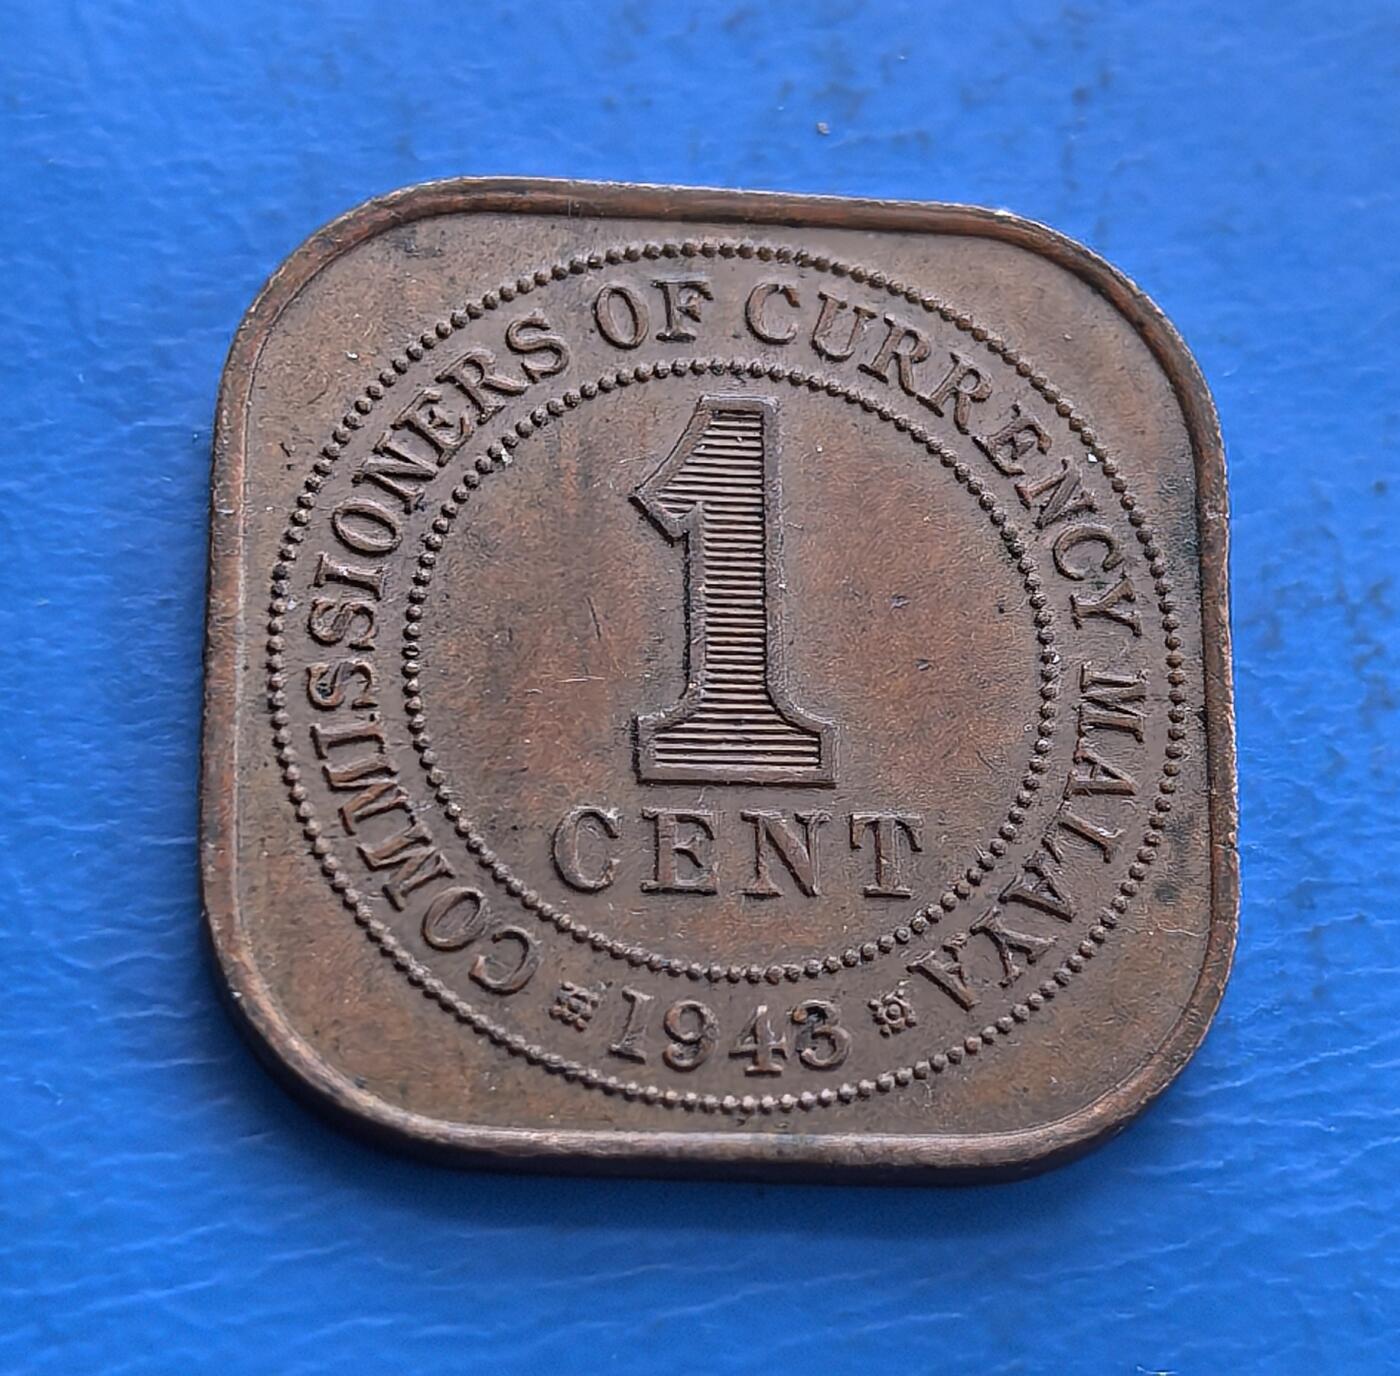 COMMISSIONERS OF CURRENCY MALAYA
1
CENT
1943